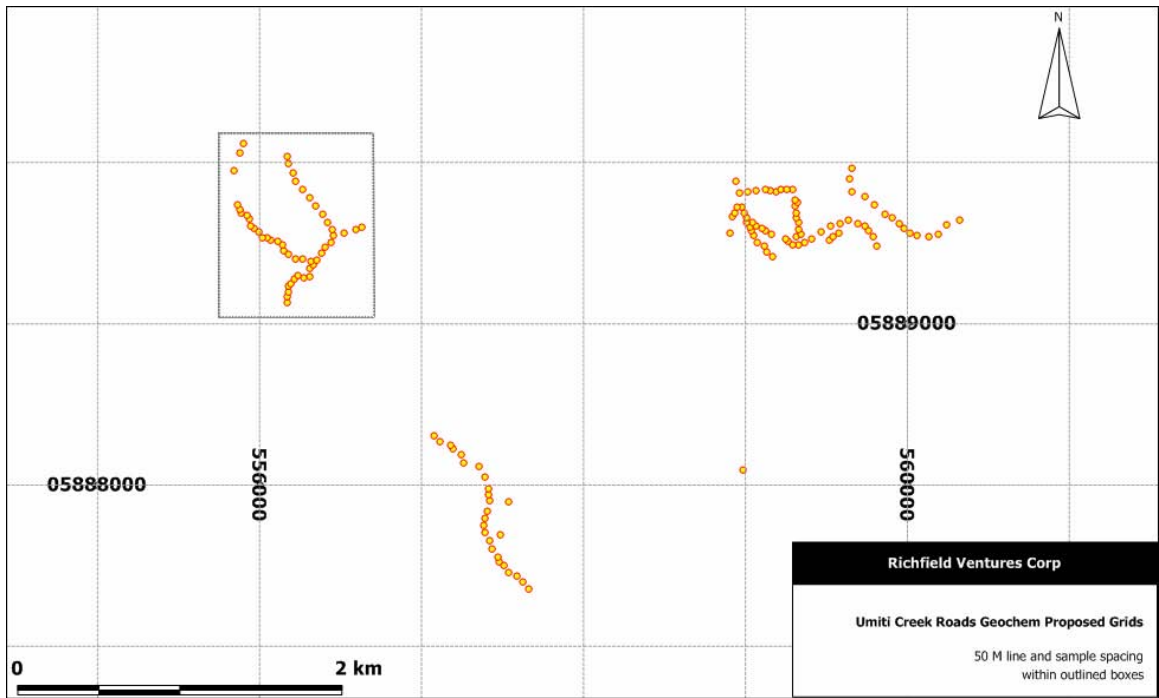 N
05889000
05888000
556000
560000
Richfield Ventures Corp
Umiti Creek Roads Geochem Proposed Grids
50 M line and sample spacing
within outlined boxes
0 2 km